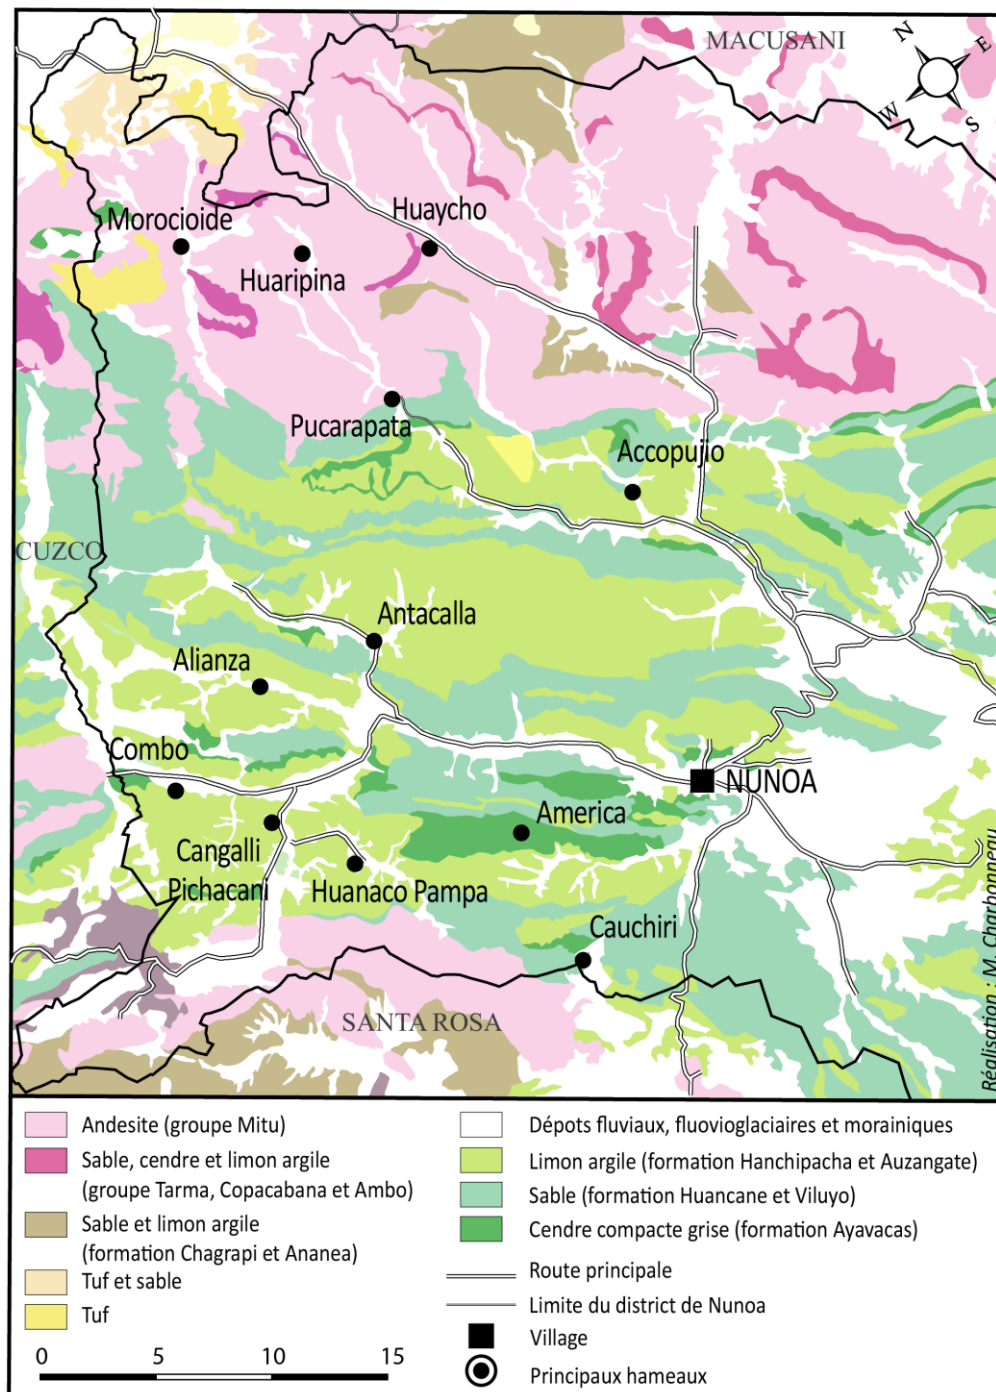 MACUSANI
N
E
W
S
Morocioide
Huaycho
Huaripina
Pucarapata
Accopujio
CUZCO
Antacalla
Alianza
Combo
NUNOA
America
Cangalli
Pichacani
Huanaco Pampa
Cauchiri
SANTA ROSA
Réalisation : M. Charbonneau
Andesite (groupe Mitu)
Sable, cendre et limon argile
(groupe Tarma, Copacabana et Ambo)
Sable et limon argile
(formation Chagrapi et Ananea)
Tuf et sable
Tuf
0 5 10 15
Dépots fluviaux, fluvioglaciaires et morainiques
Limon argile (formation Hanchipacha et Auzangate)
Sable (formation Huancane et Viluyo)
Cendre compacte grise (formation Ayavacas)
Route principale
Limite du district de Nunoa
Village
Principaux hameaux